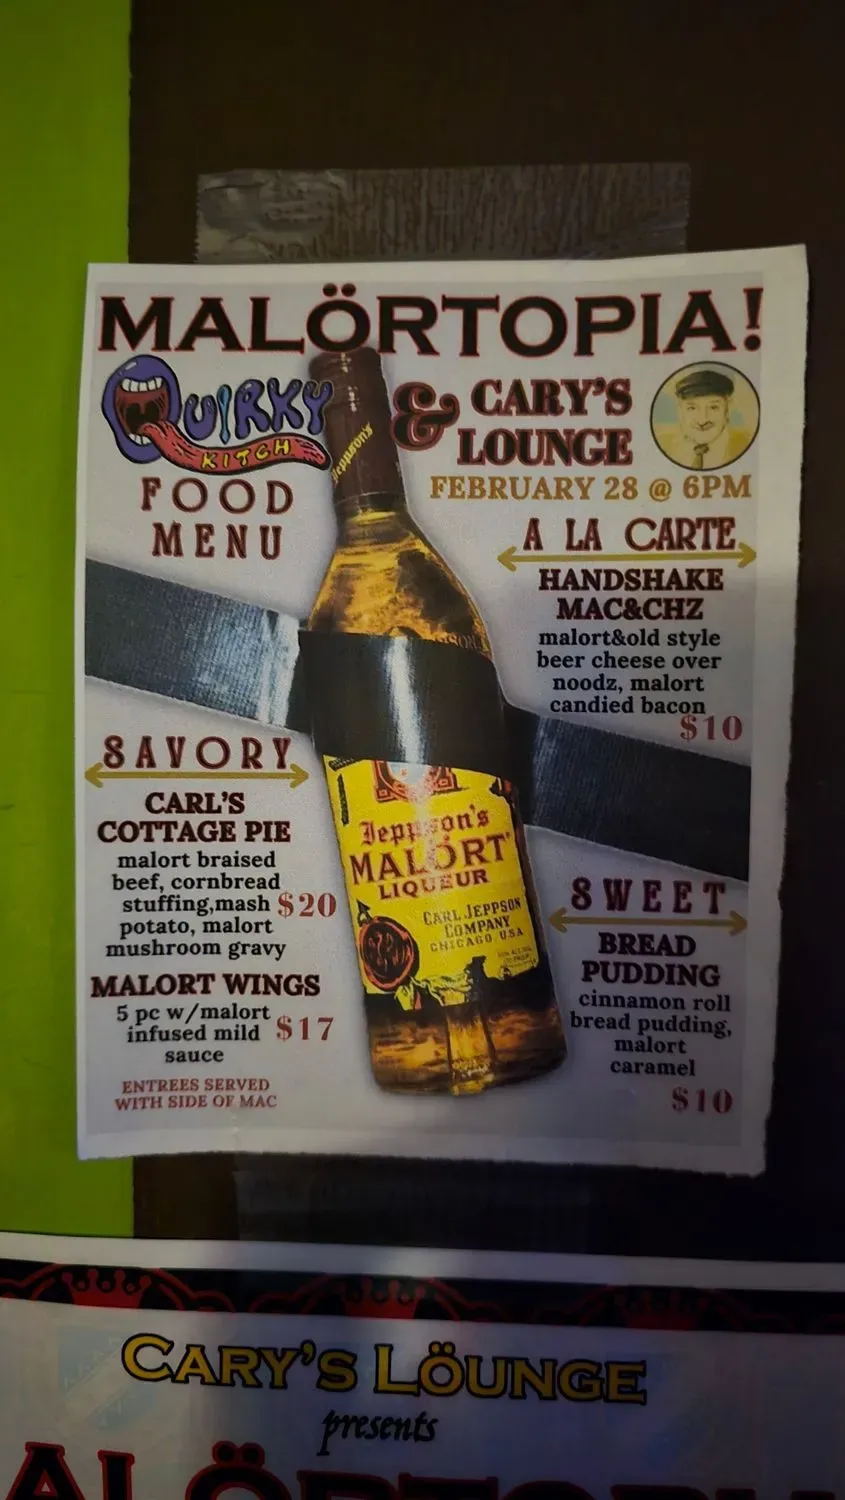 MALÖRTOPIA!
QUIRKY
KITCH
& CARY'S
LOUNGE
FEBRUARY 28 @ 6PM
FOOD
MENU
A LA CARTE
HANDSHAKE
MAC&CHZ
malort&old style
beer cheese over
noodz, malort
candied bacon
$10
SAVORY
CARL'S
COTTAGE PIE
malort braised
beef, cornbread
stuffing,mash $20
potato, malort
mushroom gravy
MALORT WINGS
5 pc w/malort
infused mild $17
sauce
ENTREES SERVED
WITH SIDE OF MAC
Jeppson's
Jeppson's
MALÖRT
LIQUEUR
CARL JEPPSON
COMPANY
CHICAGO USA
SWEET
BREAD
PUDDING
cinnamon roll
bread pudding,
malort
caramel
$10
CARY'S LÖUNGE
presents